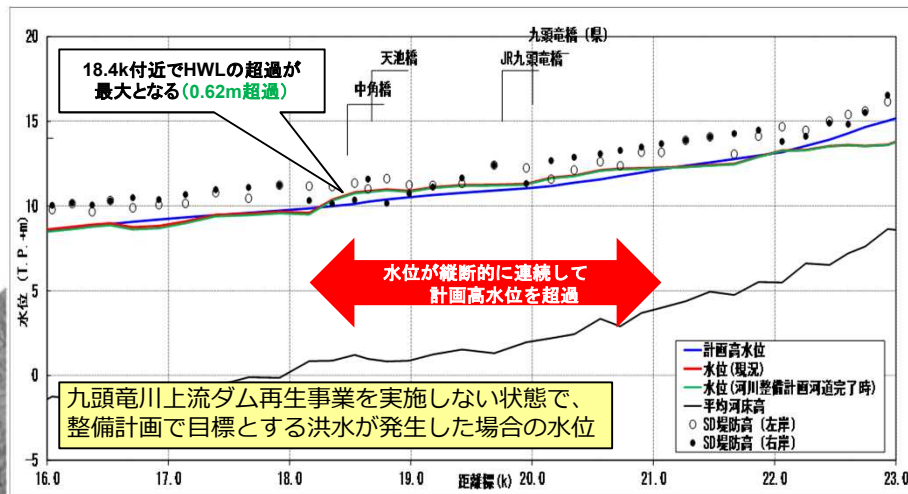 20
15
10
5
0
-5
水位 (T.P.+m)
18.4k付近でHWLの超過が
最大となる(0.62m超過)
中角橋
天池橋
JR九頭竜橋
九頭竜橋(県)
水位が縦断的に連続して
計画高水位を超過
計画高水位
水位(現況)
水位(河川整備計画河道完了時)
平均河床高
SD堤防高(左岸)
SD堤防高(右岸)
九頭竜川上流ダム再生事業を実施しない状態で、
整備計画で目標とする洪水が発生した場合の水位
16.0 17.0 18.0 19.0 20.0 21.0 22.0 23.0
距離標(k)